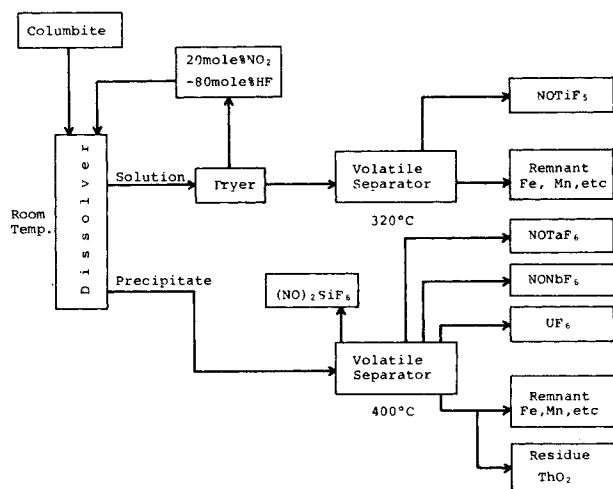 Columbite
20mole%NO₂
-80mole%HF
NOTiF₅
Dissolver
Solution
Dryer
Volatile
Separator
Remnant
Fe, Mn,etc
Room
Temp.
320°C
NOTaF₆
Precipitate
(NO)₂SiF₆
NONbF₆
UF₆
Volatile
Separator
400°C
Remnant
Fe,Mn,etc
Residue
ThO₂